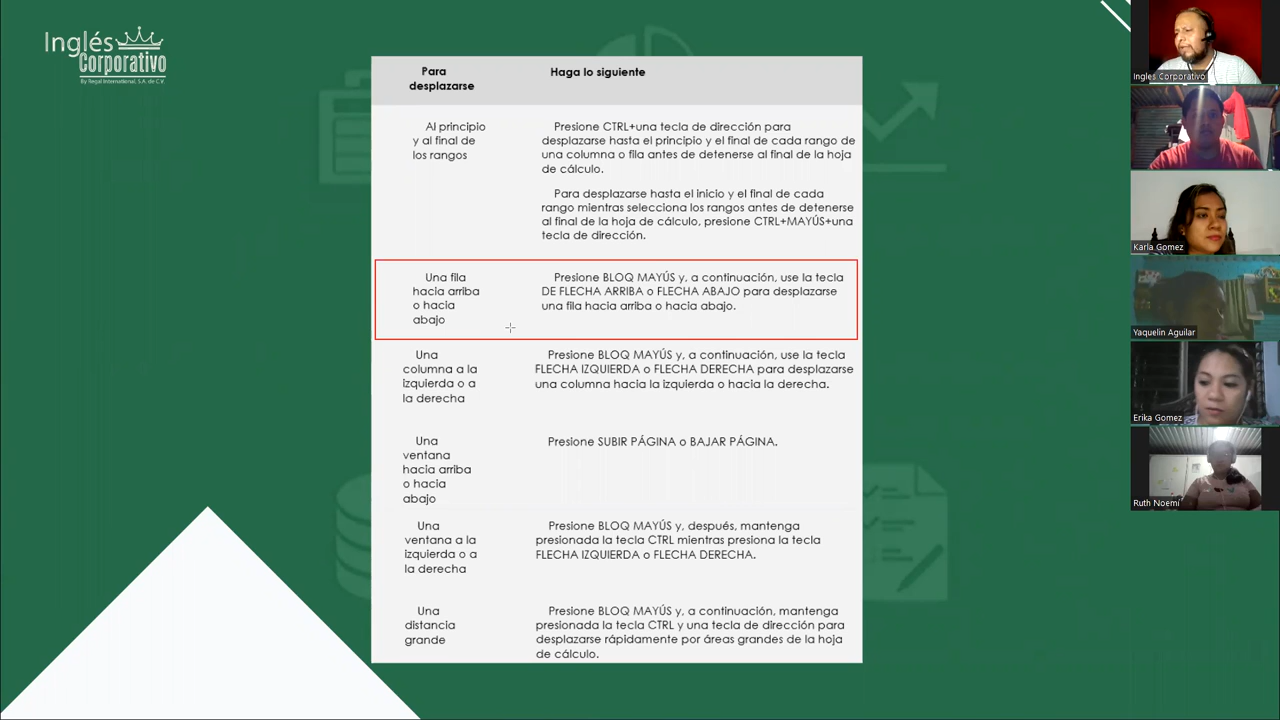 Inglés
Corporativo
By Regal International, S.A. de C.V.
Para
desplazarse
Haga lo siguiente
Al principio
y al final de
los rangos
Presione CTRL+una tecla de dirección para
desplazarse hasta el principio y el final de cada rango de
una columna o fila antes de detenerse al final de la hoja
de cálculo.
Para desplazarse hasta el inicio y el final de cada
rango mientras selecciona los rangos antes de detenerse
al final de la hoja de cálculo, presione CTRL+MAYÚS+una
tecla de dirección.
Una fila
hacia arriba
o hacia
abajo
Presione BLOQ MAYÚS y, a continuación, use la tecla
DE FLECHA ARRIBA o FLECHA ABAJO para desplazarse
una fila hacia arriba o hacia abajo.
Una
columna a la
izquierda o a
la derecha
Presione BLOQ MAYÚS y, a continuación, use la tecla
FLECHA IZQUIERDA o FLECHA DERECHA para desplazarse
una columna hacia la izquierda o hacia la derecha.
Una
ventana
hacia arriba
o hacia
abajo
Presione SUBIR PÁGINA o BAJAR PÁGINA.
Una
ventana a la
izquierda o a
la derecha
Presione BLOQ MAYÚS y, después, mantenga
presionada la tecla CTRL mientras presiona la tecla
FLECHA IZQUIERDA o FLECHA DERECHA.
Una
distancia
grande
Presione BLOQ MAYÚS y, a continuación, mantenga
presionada la tecla CTRL y una tecla de dirección para
desplazarse rápidamente por áreas grandes de la hoja
de cálculo.
Ingles Corporativo
Karla Gomez
Yaquelin Aguilar
Erika Gomez
Ruth Noemí